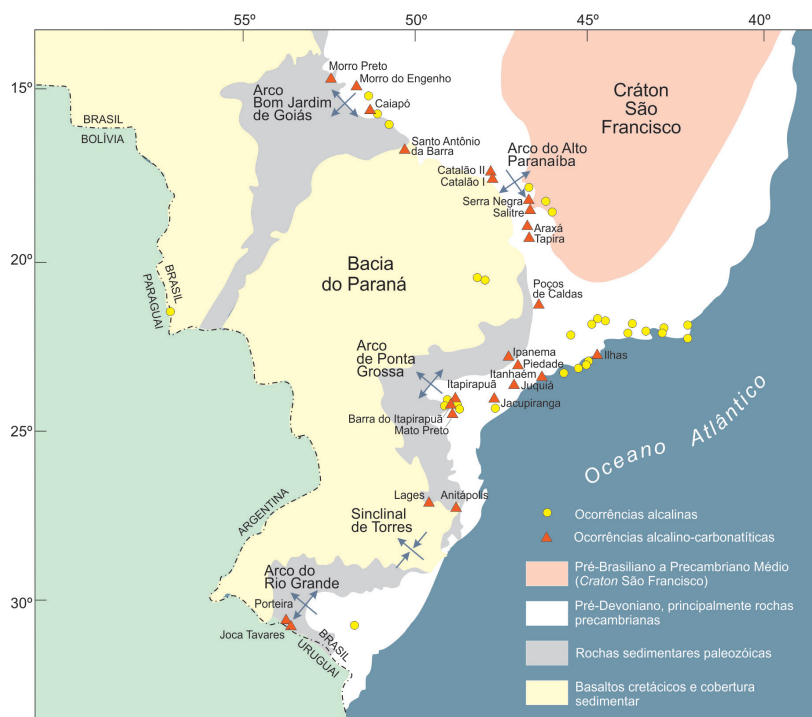 55º
50º
45º
40º
15º
20º
25º
30º
Morro Preto
Morro do Engenho
Arco
Bom Jardim
de Goiás
Caiapó
Cráton
São
Francisco
BRASIL
BOLÍVIA
Santo Antônio
da Barra
Arco do Alto
Paranaíba
Catalão II
Catalão I
Serra Negra
Salitre
Araxá
Tapira
Bacia
do Paraná
BRASIL
PARAGUAI
Poços
de Caldas
Arco
de Ponta
Grossa
Ipanema
Piedade
Ilhas
Itanhaém
Juquiá
Itapirapuã
Jacupiranga
Barra do Itapirapuã
Mato Preto
Oceano Atlântico
ARGENTINA
Lages
Anitápolis
Sinclinal
de Torres
Arco do
Rio Grande
Porteira
Joca Tavares
BRASIL
URUGUAI
Ocorrências alcalinas
Ocorrências alcalino-carbonatíticas
Pré-Brasiliano a Precambriano Médio
(Craton São Francisco)
Pré-Devoniano, principalmente rochas
precambrianas
Rochas sedimentares paleozóicas
Basaltos cretácicos e cobertura
sedimentar